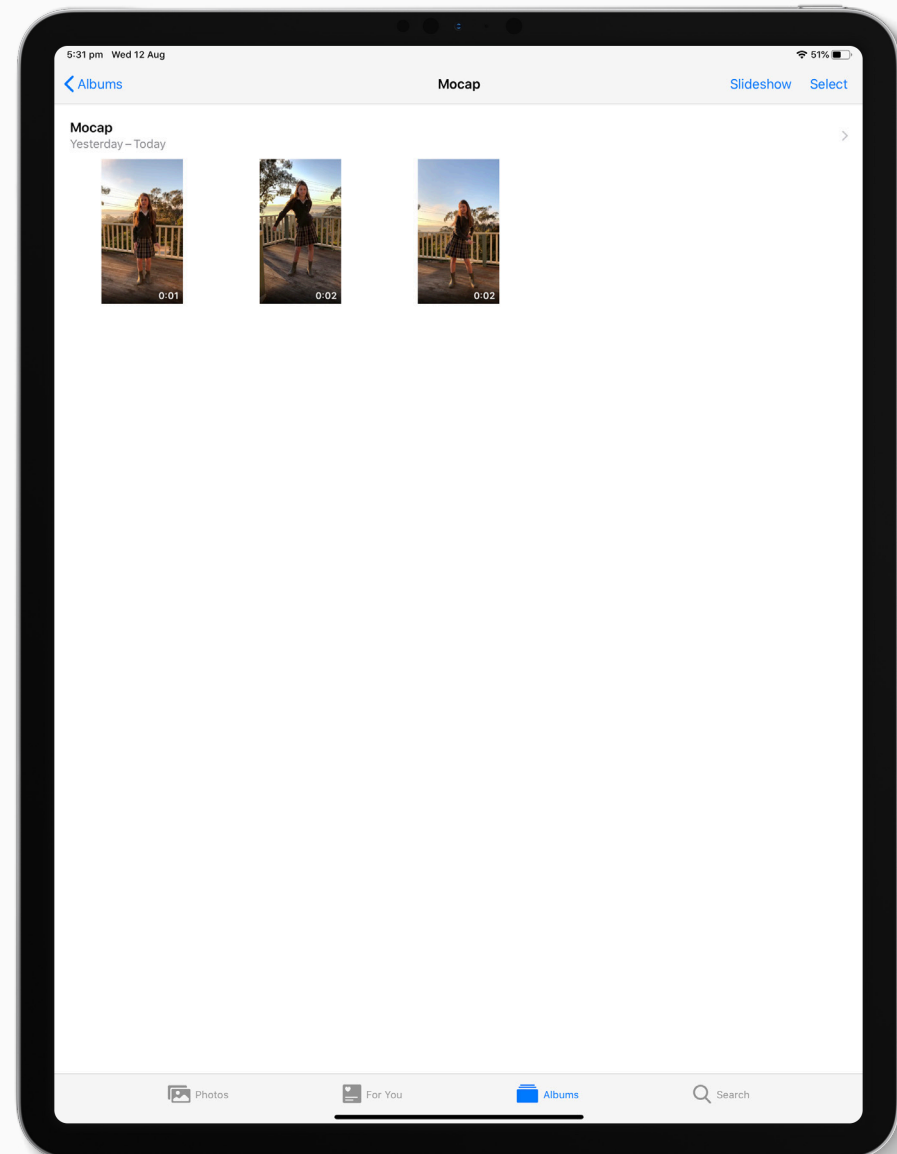 5:31 pm Wed 12 Aug 51%
Albums Mocap Slideshow Select
Mocap
Yesterday – Today
0:01 0:02 0:02
Photos For You Albums Search